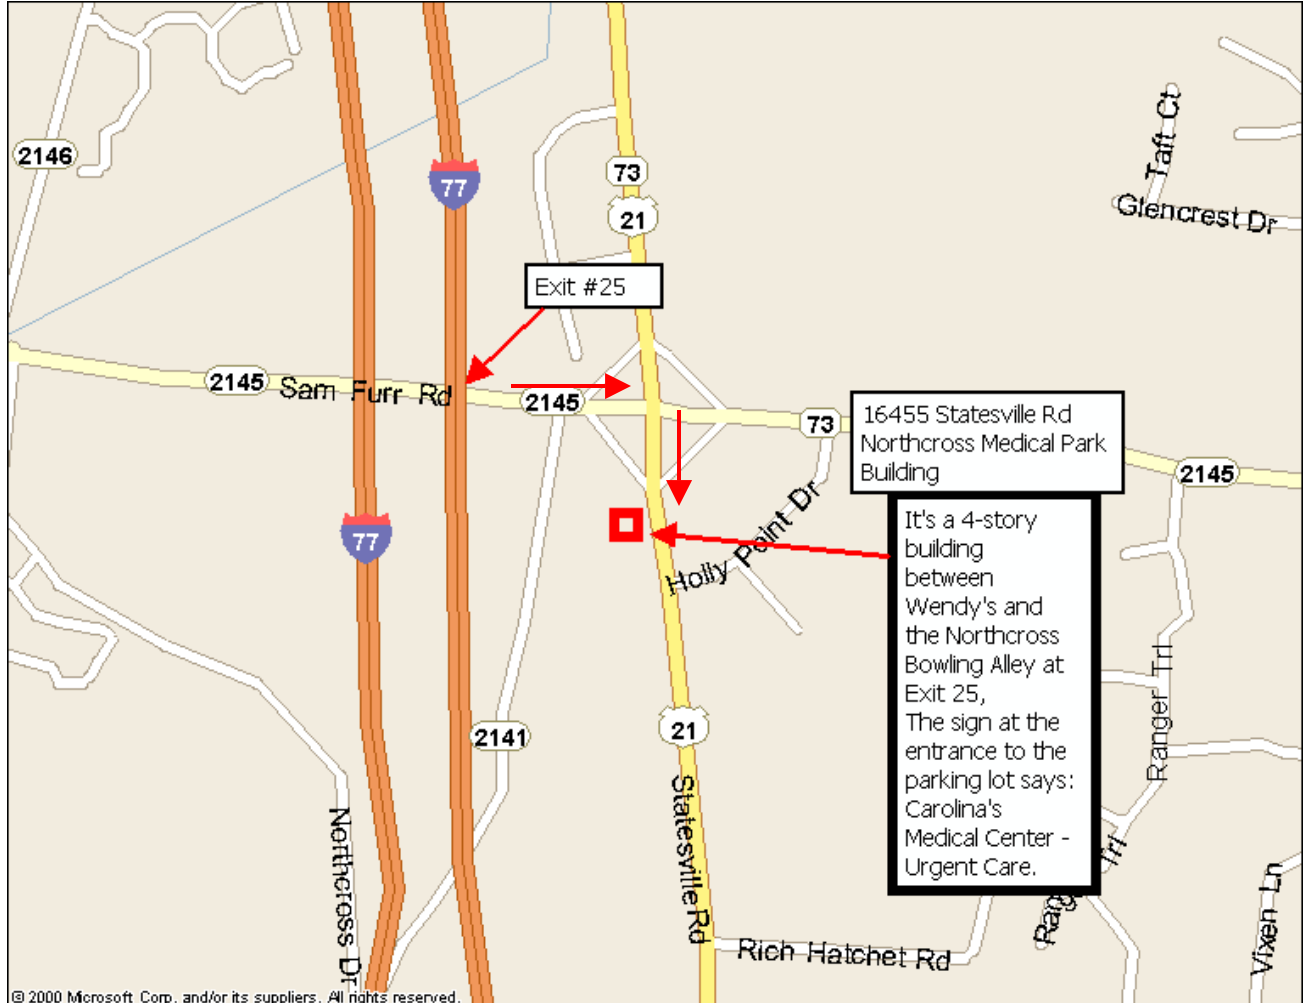 2146
77
73
21
Taft Ct
Glencrest Dr
Exit #25
2145
Sam Furr Rd
2145
73
16455 Statesville Rd
Northcross Medical Park
Building
2145
77
Holly Point Dr
It's a 4-story
building
between
Wendy's and
the Northcross
Bowling Alley at
Exit 25,
The sign at the
entrance to the
parking lot says:
Carolina's
Medical Center -
Urgent Care.
Ranger Trl
21
2141
Statesville Rd
Northcross Dr
Trl
Rich Hatchet Rd
Vixen Ln
© 2000 Microsoft Corp. and/or its suppliers. All rights reserved.